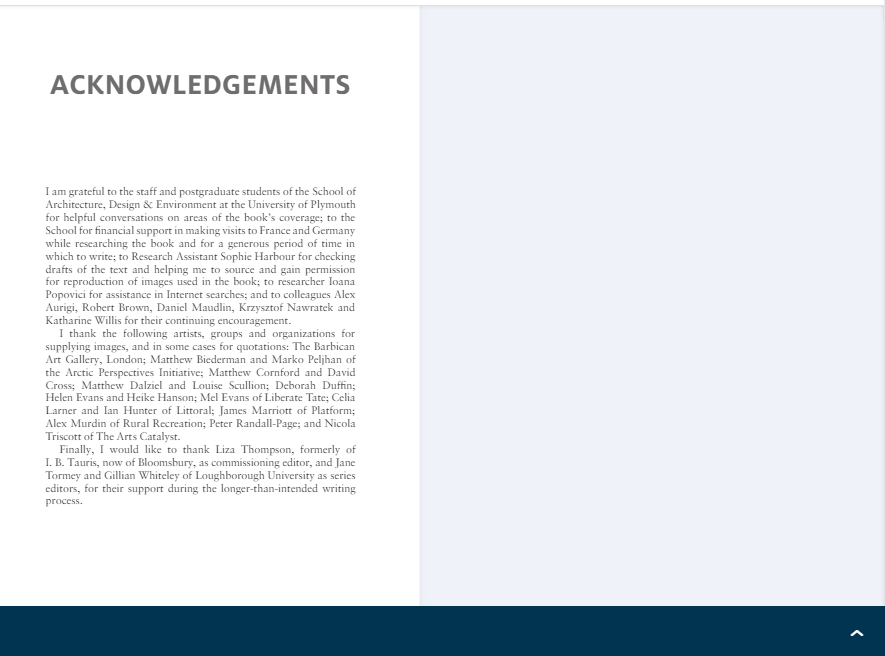 ACKNOWLEDGEMENTS
I am grateful to the staff and postgraduate students of the School of
Architecture, Design & Environment at the University of Plymouth
for helpful conversations on areas of the book's coverage; to the
School for financial support in making visits to France and Germany
while researching the book and for a generous period of time in
which to write; to Research Assistant Sophie Harbour for checking
drafts of the text and helping me to source and gain permission
for reproduction of images used in the book; to researcher Ioana
Popovici for assistance in Internet searches; and to colleagues Alex
Aurigi, Robert Brown, Daniel Maudlin, Krzysztof Nawratek and
Katharine Willis for their continuing encouragement.
I thank the following artists, groups and organizations for
supplying images, and in some cases for quotations: The Barbican
Art Gallery, London; Matthew Biederman and Marko Peljhan of
the Arctic Perspectives Initiative; Matthew Cornford and David
Cross; Matthew Dalziel and Louise Scullion; Deborah Duffin;
Helen Evans and Heike Hanson; Mel Evans of Liberate Tate; Celia
Larner and Ian Hunter of Littoral; James Marriott of Platform;
Alex Murdin of Rural Recreation; Peter Randall-Page; and Nicola
Triscott of The Arts Catalyst.
Finally, I would like to thank Liza Thompson, formerly of
I. B. Tauris, now of Bloomsbury, as commissioning editor, and Jane
Tormey and Gillian Whiteley of Loughborough University as series
editors, for their support during the longer-than-intended writing
process.